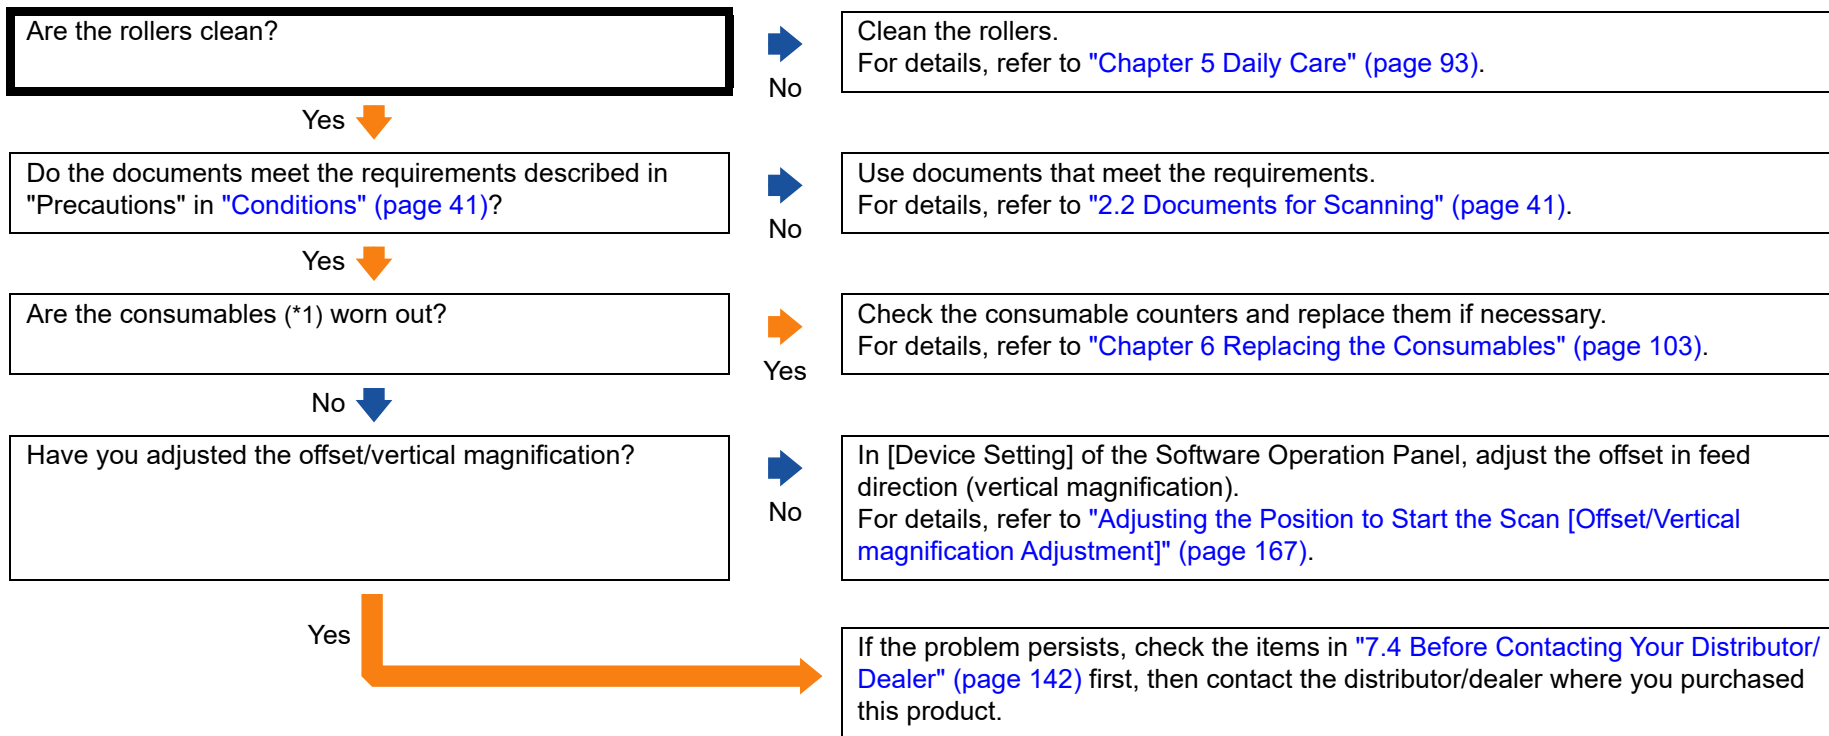 Are the rollers clean?
No
Clean the rollers.
For details, refer to "Chapter 5 Daily Care" (page 93).
Yes
Do the documents meet the requirements described in
"Precautions" in "Conditions" (page 41)?
No
Use documents that meet the requirements.
For details, refer to "2.2 Documents for Scanning" (page 41).
Yes
Are the consumables (*1) worn out?
Yes
Check the consumable counters and replace them if necessary.
For details, refer to "Chapter 6 Replacing the Consumables" (page 103).
No
Have you adjusted the offset/vertical magnification?
No
In [Device Setting] of the Software Operation Panel, adjust the offset in feed
direction (vertical magnification).
For details, refer to "Adjusting the Position to Start the Scan [Offset/Vertical
magnification Adjustment]" (page 167).
Yes
If the problem persists, check the items in "7.4 Before Contacting Your Distributor/
Dealer" (page 142) first, then contact the distributor/dealer where you purchased
this product.